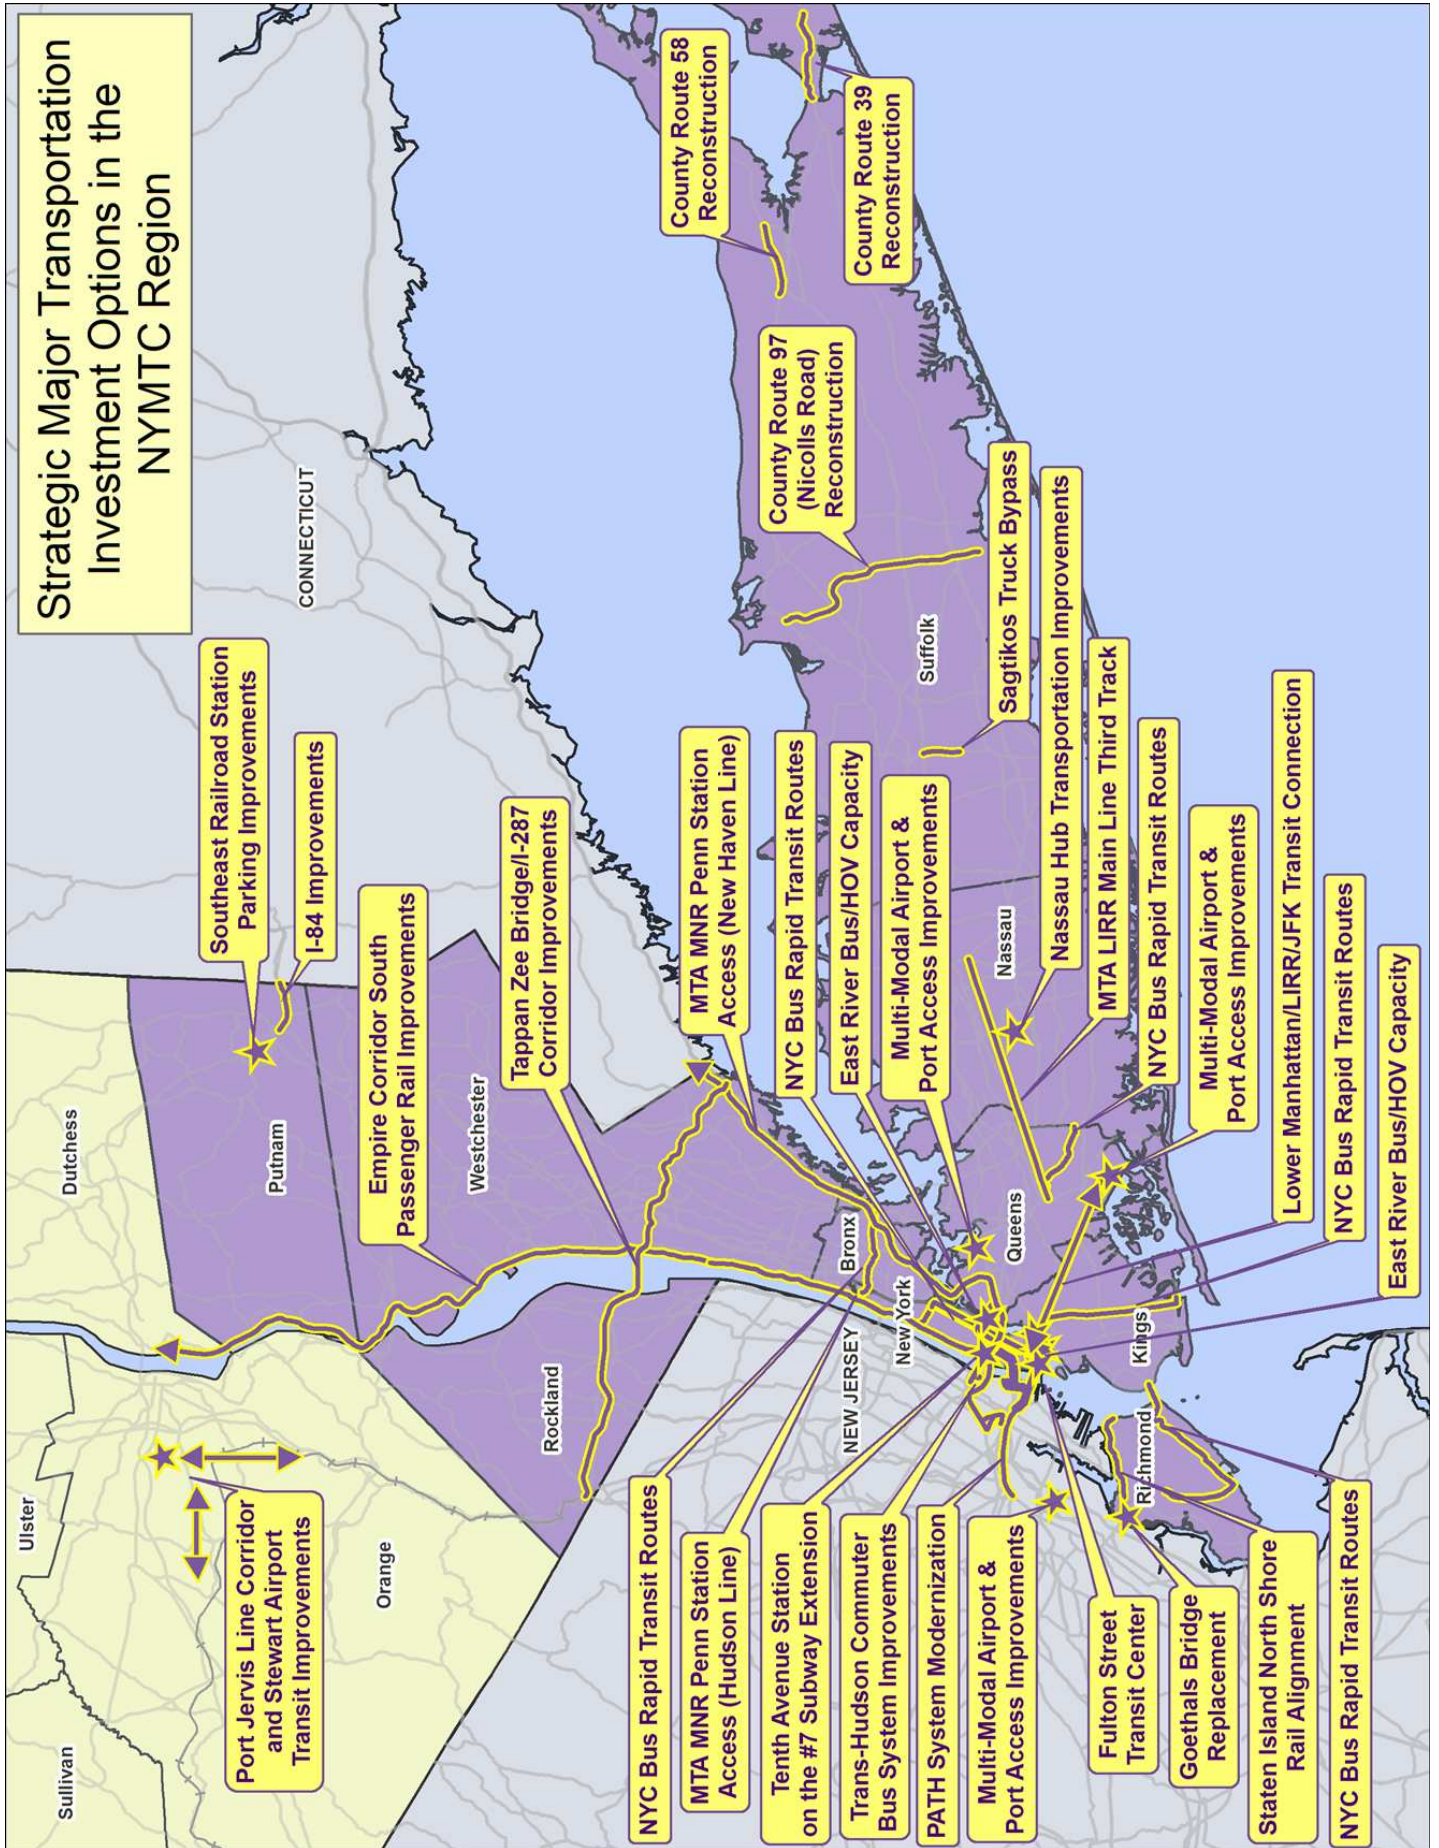 Strategic Major Transportation
Investment Options in the
NYMTC Region
Sullivan
Ulster
Dutchess
Port Jervis Line Corridor
and Stewart Airport
Transit Improvements
Orange
Putnam
Southeast Railroad Station
Parking Improvements
I-84 Improvements
CONNECTICUT
Empire Corridor South
Passenger Rail Improvements
Westchester
Tappan Zee Bridge/I-287
Corridor Improvements
Rockland
MTA MNR Penn Station
Access (New Haven Line)
NYC Bus Rapid Transit Routes
East River Bus/HOV Capacity
Multi-Modal Airport &
Port Access Improvements
County Route 58
Reconstruction
County Route 39
Reconstruction
County Route 97
(Nicolls Road)
Reconstruction
Suffolk
Sagtikos Truck Bypass
Nassau
Nassau Hub Transportation Improvements
MTA LIRR Main Line Third Track
NYC Bus Rapid Transit Routes
Multi-Modal Airport &
Port Access Improvements
Lower Manhattan/LIRR/JFK Transit Connection
NYC Bus Rapid Transit Routes
East River Bus/HOV Capacity
Bronx
New York
Queens
Kings
Richmond
NEW JERSEY
NYC Bus Rapid Transit Routes
MTA MNR Penn Station
Access (Hudson Line)
Tenth Avenue Station
on the #7 Subway Extension
Trans-Hudson Commuter
Bus System Improvements
PATH System Modernization
Multi-Modal Airport &
Port Access Improvements
Fulton Street
Transit Center
Goethals Bridge
Replacement
Staten Island North Shore
Rail Alignment
NYC Bus Rapid Transit Routes